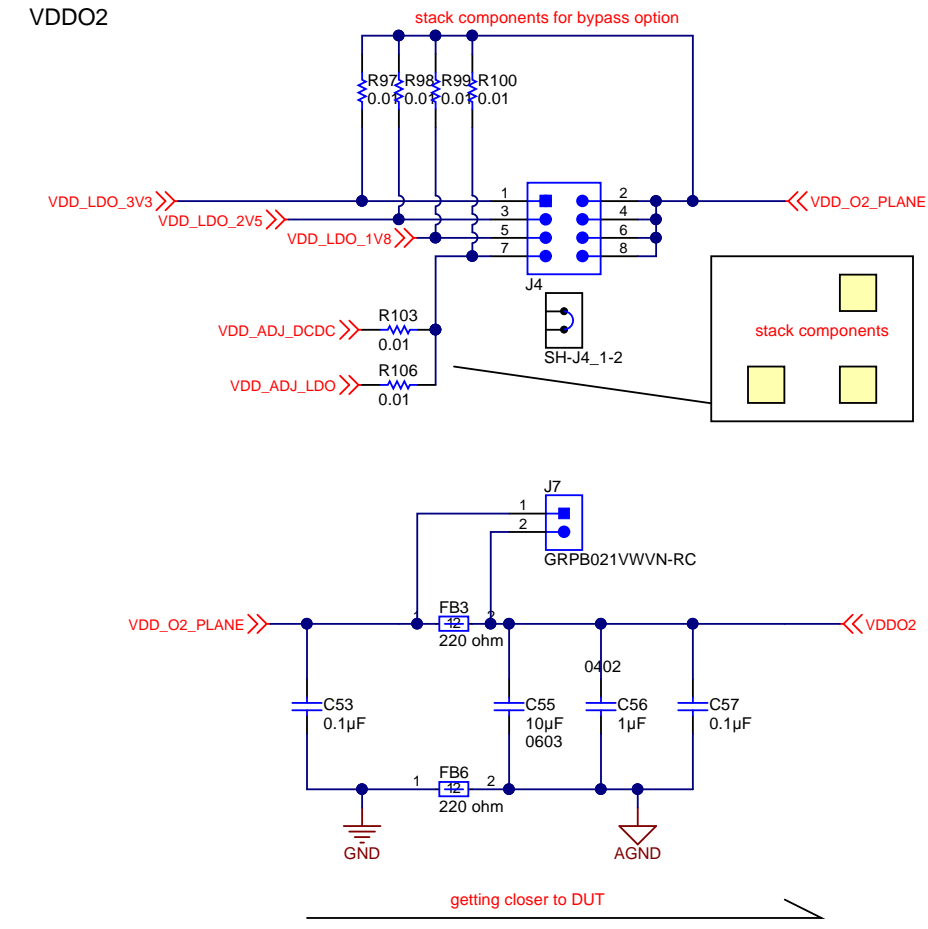 VDDO2
stack components for bypass option
R97 R98 R99 R100
0.01 0.01 0.01 0.01
VDD_LDO_3V3
VDD_LDO_2V5
VDD_LDO_1V8
1 2
3 4
5 6
7 8
VDD_O2_PLANE
J4
SH-J4_1-2
R103
VDD_ADJ_DCDC
0.01
R106
VDD_ADJ_LDO
0.01
stack components
J7
1
2
GRPB021VWVN-RC
VDD_O2_PLANE
1 FB3 2
12
220 ohm
VDDO2
0402
C53
0.1µF
C55
10µF
0603
C56
1µF
C57
0.1µF
1 FB6 2
12
220 ohm
GND
AGND
getting closer to DUT